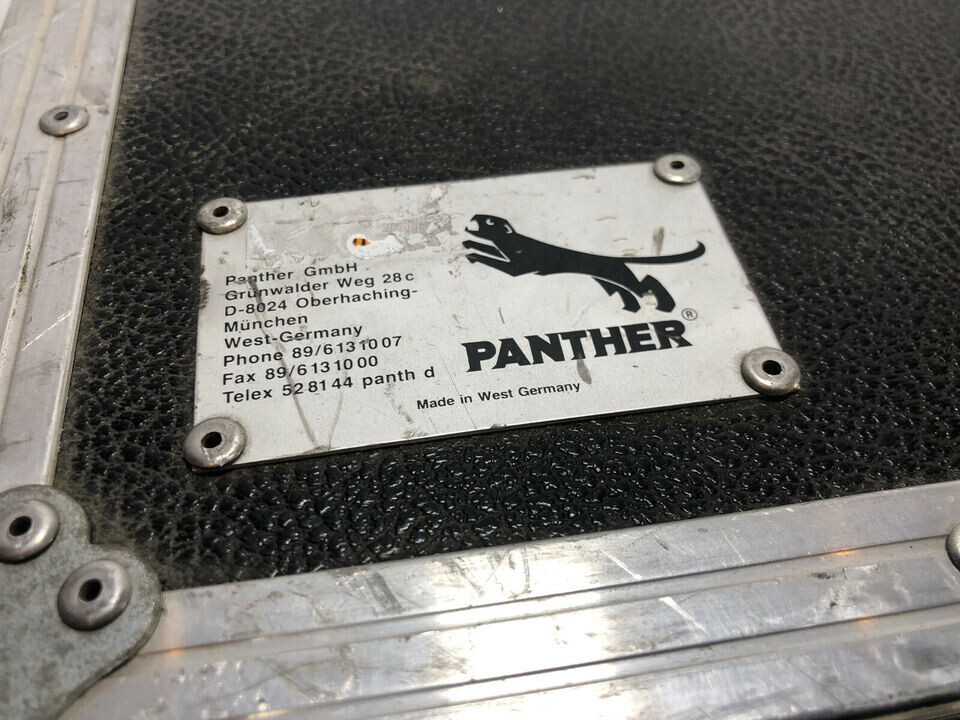 Panther GmbH
Grünwalder Weg 28c
D-8024 Oberhaching-
München
West-Germany
Phone 89/6131007
Fax 89/6131000
Telex 528144 panth d
PANTHER®
Made in West Germany